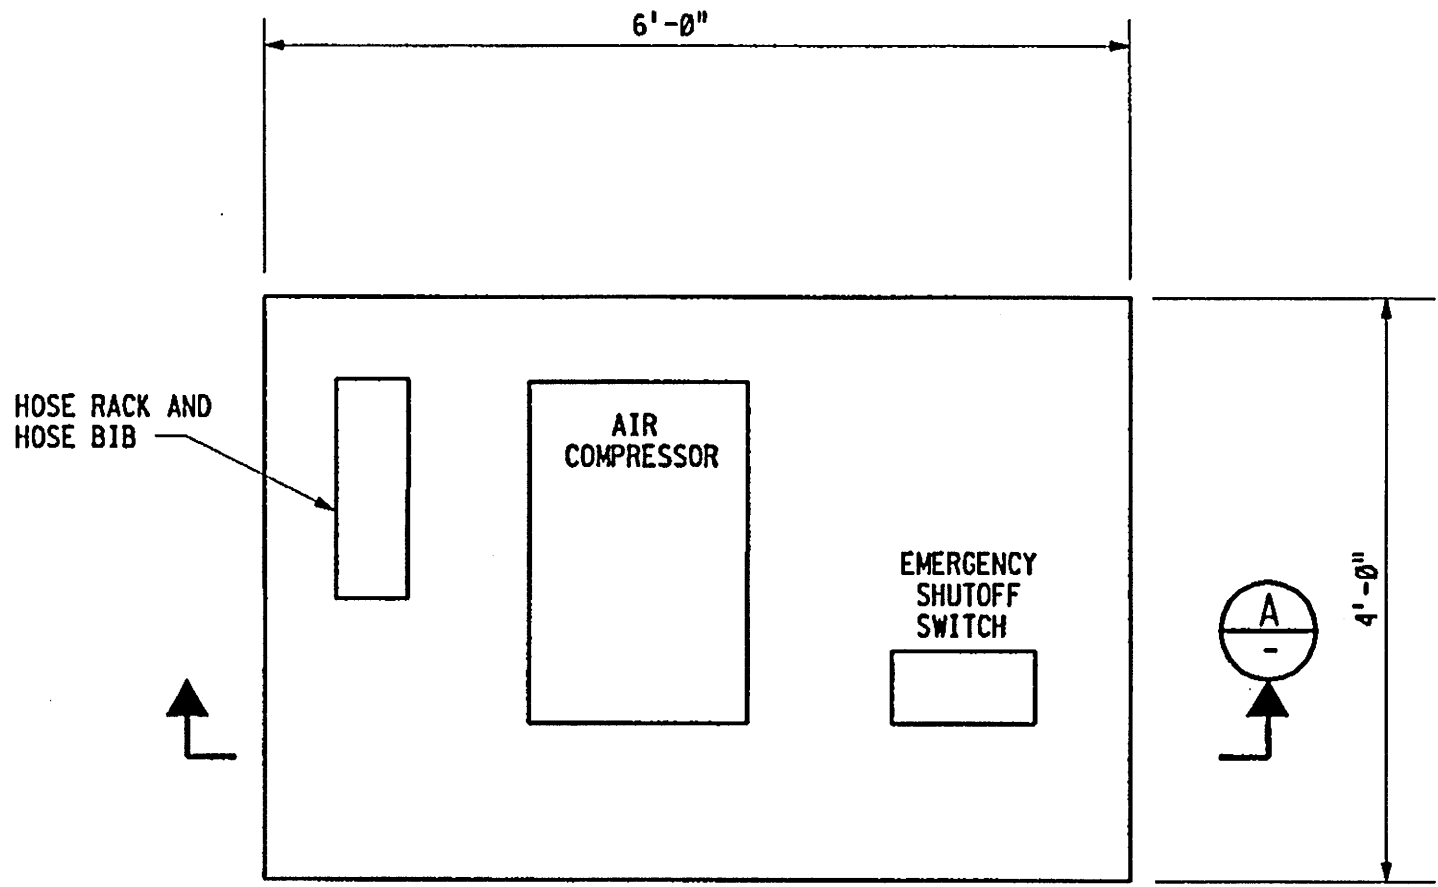 6'-0"
HOSE RACK AND
HOSE BIB
AIR
COMPRESSOR
EMERGENCY
SHUTOFF
SWITCH
A
-
4'-0"